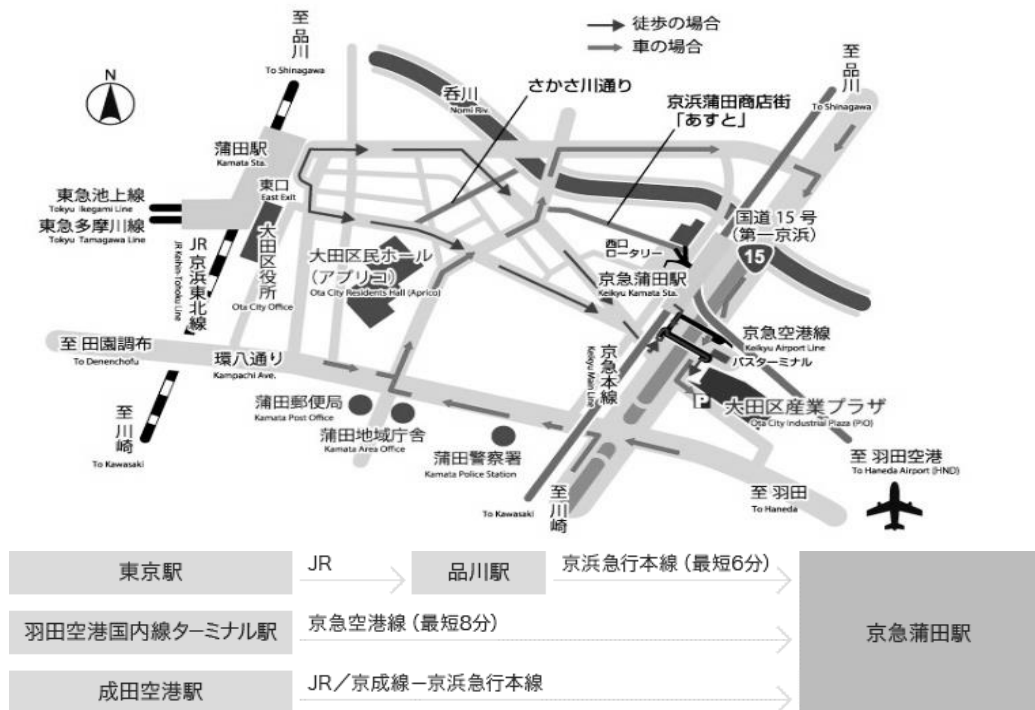 至品川
To Shinagawa
徒歩の場合
車の場合
至品川
To Shinagawa
N
呑川
Nomi Riv.
さかさ川通り
京浜蒲田商店街
「あすと」
蒲田駅
Kamata Sta.
東口
East Exit
東急池上線
Tokyu Ikegami Line
東急多摩川線
Tokyu Tamagawa Line
JR京浜東北線
JR Keihin-Tohoku Line
大田区役所
Ota City Office
大田区民ホール
(アプリコ)
Ota City Residents Hall (Aprico)
西口
ロータリー
国道15号
(第一京浜)
15
京急蒲田駅
Keikyu Kamata Sta.
京急空港線
Keikyu Airport Line
バスターミナル
京急本線
Keikyu Main Line
至 田園調布
To Denenchofu
環八通り
Kampachi Ave.
P
大田区産業プラザ
Ota City Industrial Plaza (PiO)
蒲田郵便局
Kamata Post Office
蒲田地域庁舎
Kamata Area Office
蒲田警察署
Kamata Police Station
至川崎
To Kawasaki
至 羽田空港
To Haneda Airport (HND)
至川崎
To Kawasaki
至 羽田
To Haneda
東京駅
JR
品川駅
京浜急行本線 (最短6分)
羽田空港国内線ターミナル駅
京急空港線 (最短8分)
京急蒲田駅
成田空港駅
JR/京成線ー京浜急行本線